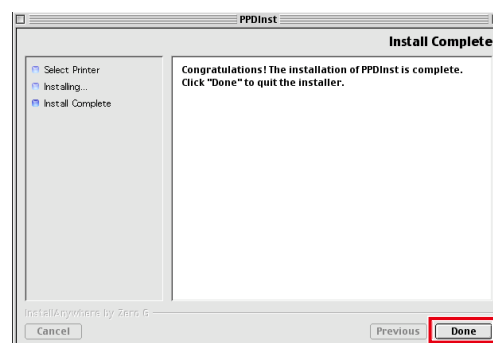 PPDInst
Install Complete
Select Printer
Installing...
Install Complete
Congratulations! The installation of PPDInst is complete.
Click "Done" to quit the installer.
InstallAnywhere by Zero G
Cancel
Previous
Done